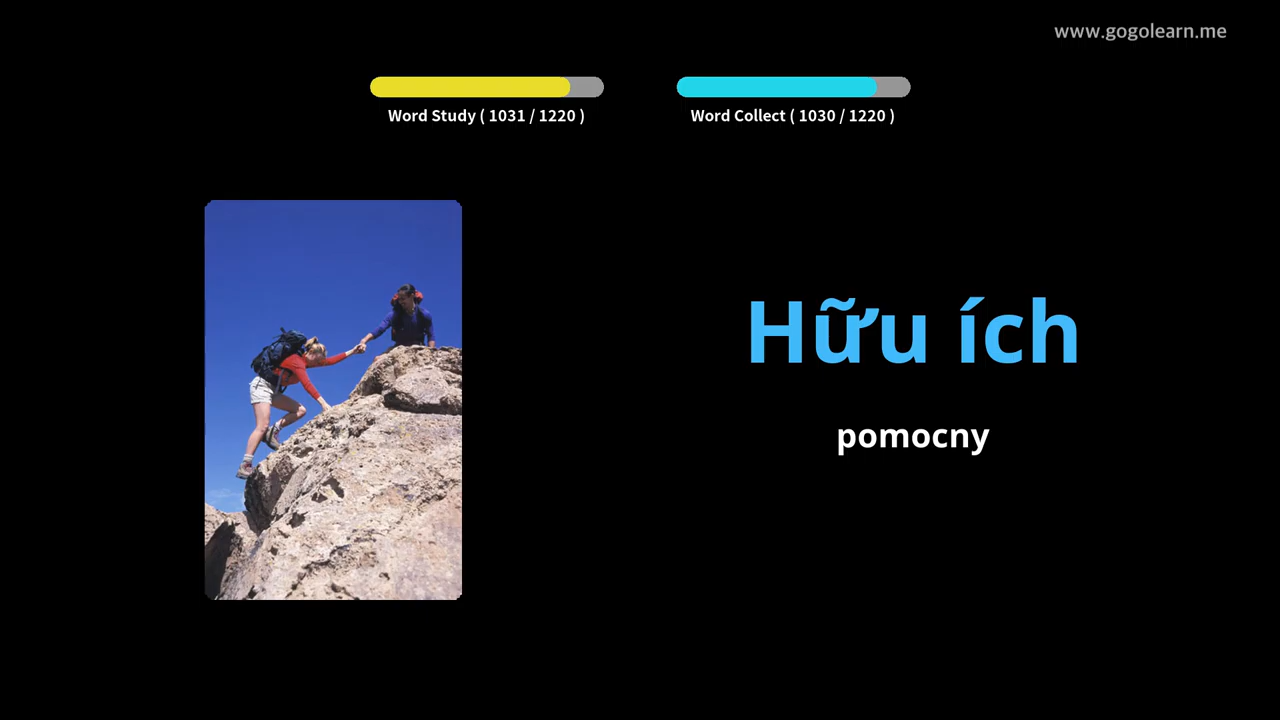 www.gogolearn.me
Word Study ( 1031 / 1220 )
Word Collect ( 1030 / 1220 )
Hữu ích
pomocny